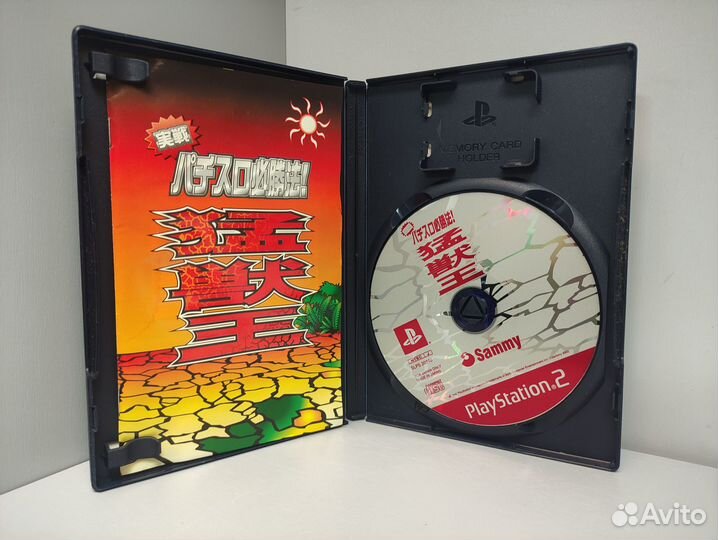 実戦
パチスロ必勝法!
猛獣王
MEMORY CARD
HOLDER
パチスロ必勝法!
猛獣王
Sammy
PlayStation 2
Avito